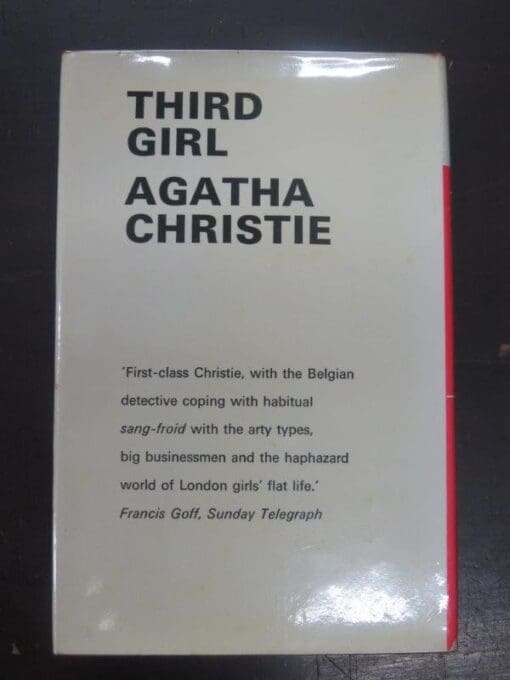 THIRD
GIRL
AGATHA
CHRISTIE
'First-class Christie, with the Belgian
detective coping with habitual
sang-froid with the arty types,
big businessmen and the haphazard
world of London girls' flat life.'
Francis Goff, Sunday Telegraph